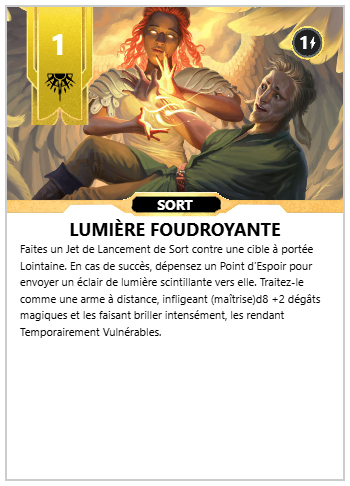 1
1
SORT
LUMIÈRE FOUDROYANTE
Faites un Jet de Lancement de Sort contre une cible à portée
Lointaine. En cas de succès, dépensez un Point d'Espoir pour
envoyer un éclair de lumière scintillante vers elle. Traitez-le
comme une arme à distance, infligeant (maîtrise)d8 +2 dégâts
magiques et les faisant briller intensément, les rendant
Temporairement Vulnérables.